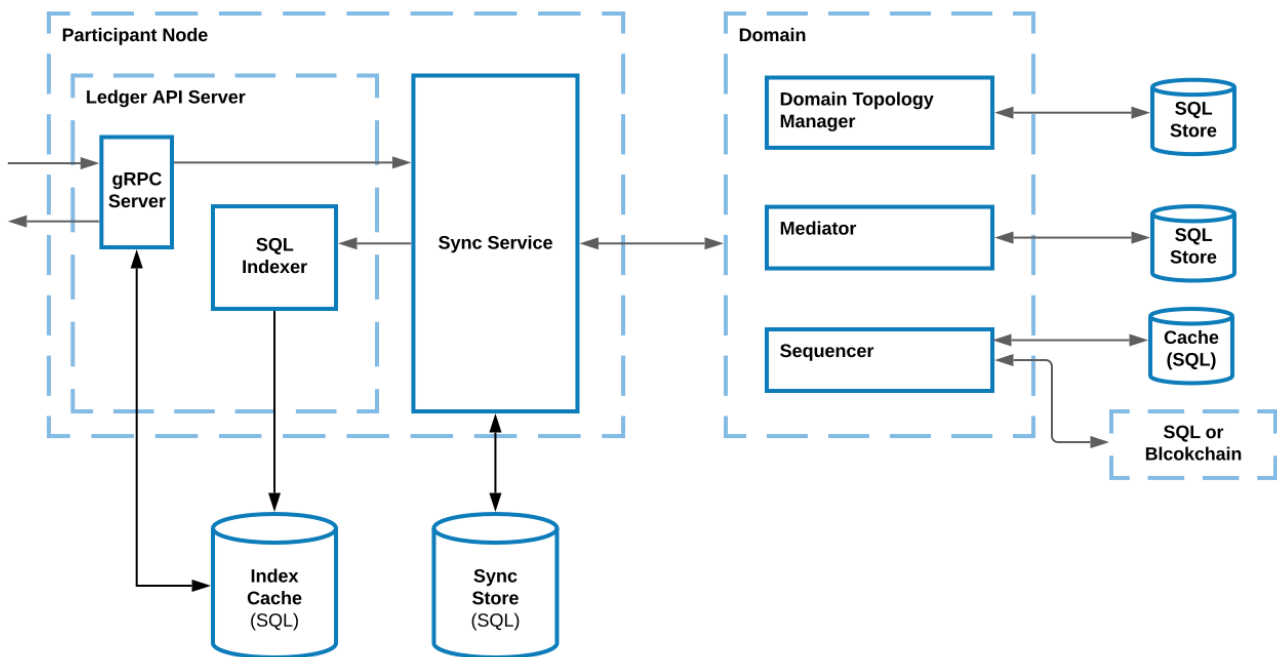 Participant Node
Ledger API Server
gRPC
Server
SQL
Indexer
Sync Service
Index
Cache
(SQL)
Sync
Store
(SQL)
Domain
Domain Topology
Manager
SQL
Store
Mediator
SQL
Store
Sequencer
Cache
(SQL)
SQL or
Blcokchain